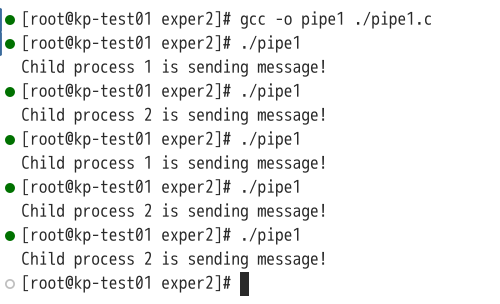 [root@kp-test01 exper2]# gcc -o pipe1 ./pipe1.c
[root@kp-test01 exper2]# ./pipe1
Child process 1 is sending message!
[root@kp-test01 exper2]# ./pipe1
Child process 2 is sending message!
[root@kp-test01 exper2]# ./pipe1
Child process 1 is sending message!
[root@kp-test01 exper2]# ./pipe1
Child process 2 is sending message!
[root@kp-test01 exper2]# ./pipe1
Child process 2 is sending message!
[root@kp-test01 exper2]#